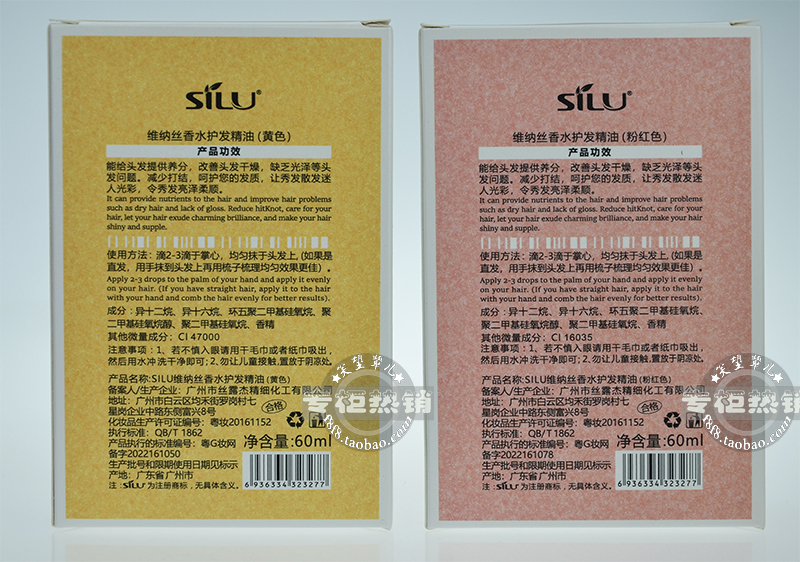 SILU®
维纳丝香水护发精油(黄色)
产品功效
能给头发提供养分，改善头发干燥，缺乏光泽等头
发问题。减少打结，呵护您的发质，让秀发散发迷
人光彩，令秀发亮泽柔顺。
It can provide nutrients to the hair and improve hair problems
such as dry hair and lack of gloss. Reduce hitKnot, care for your
hair, let your hair exude charming brilliance, and make your hair
shiny and supple.
使用方法：滴2-3滴于掌心，均匀抹于头发上,(如果是
直发，用手抹到头发上再用梳子梳理均匀效果更佳）。
Apply 2-3 drops to the palm of your hand and apply it evenly
on your hair. (If you have straight hair, apply it to the hair
with your hand and comb the hair evenly for better results).
成分：异十二烷、异十六烷、环五聚二甲基硅氧烷、聚
二甲基硅氧烷醇、聚二甲基硅氧烷、香精
其他微量成分：CI 47000
注意事项：1、若不慎入眼请用干毛巾或者纸巾吸出，
然后用水冲洗干净即可; 2、勿让儿童接触,置放于阴凉处。
产品名称:SILU维纳丝香水护发精油(黄色)
备案人/生产企业：广州市丝露杰精细化工有限公司
地址：广州市白云区均禾街罗岗村七
星岗企业中路东侧富兴8号
化妆品生产许可证编号：粤妆20161152
执行标准：QB/T 1862
产品执行的标准编号：粤G妆网
备字2022161050
生产批号和限期使用日期见标示
产地：广东省广州市
注：SILU®为注册商标，无具体含义。
合格
净含量:60ml
6 936334 323277
SILU®
维纳丝香水护发精油(粉红色)
产品功效
能给头发提供养分，改善头发干燥，缺乏光泽等头
发问题。减少打结，呵护您的发质，让秀发散发迷
人光彩，令秀发亮泽柔顺。
It can provide nutrients to the hair and improve hair problems
such as dry hair and lack of gloss. Reduce hitKnot, care for your
hair, let your hair exude charming brilliance, and make your hair
shiny and supple.
使用方法：滴2-3滴于掌心，均匀抹于头发上,(如果是
直发，用手抹到头发上再用梳子梳理均匀效果更佳）。
Apply 2-3 drops to the palm of your hand and apply it evenly
on your hair. (If you have straight hair, apply it to the hair
with your hand and comb the hair evenly for better results).
成分：异十二烷、异十六烷、环五聚二甲基硅氧烷、
聚二甲基硅氧烷醇、聚二甲基硅氧烷、香精
其他微量成分：CI 16035
注意事项：1、若不慎入眼请用干毛巾或者纸巾吸出，
然后用水冲洗干净即可; 2、勿让儿童接触,置放于阴凉处。
产品名称:SILU维纳丝香水护发精油(粉红色)
备案人/生产企业：广州市丝露杰精细化工有限公司
地址：广州市白云区均禾街罗岗村七
星岗企业中路东侧富兴8号
化妆品生产许可证编号：粤妆20161152
执行标准：QB/T 1862
产品执行的标准编号：粤G妆网
备字2022161078
生产批号和限期使用日期见标示
产地：广东省广州市
注：SILU®为注册商标，无具体含义。
合格
净含量:60ml
6 936334 323277
专柜热销
专柜热销